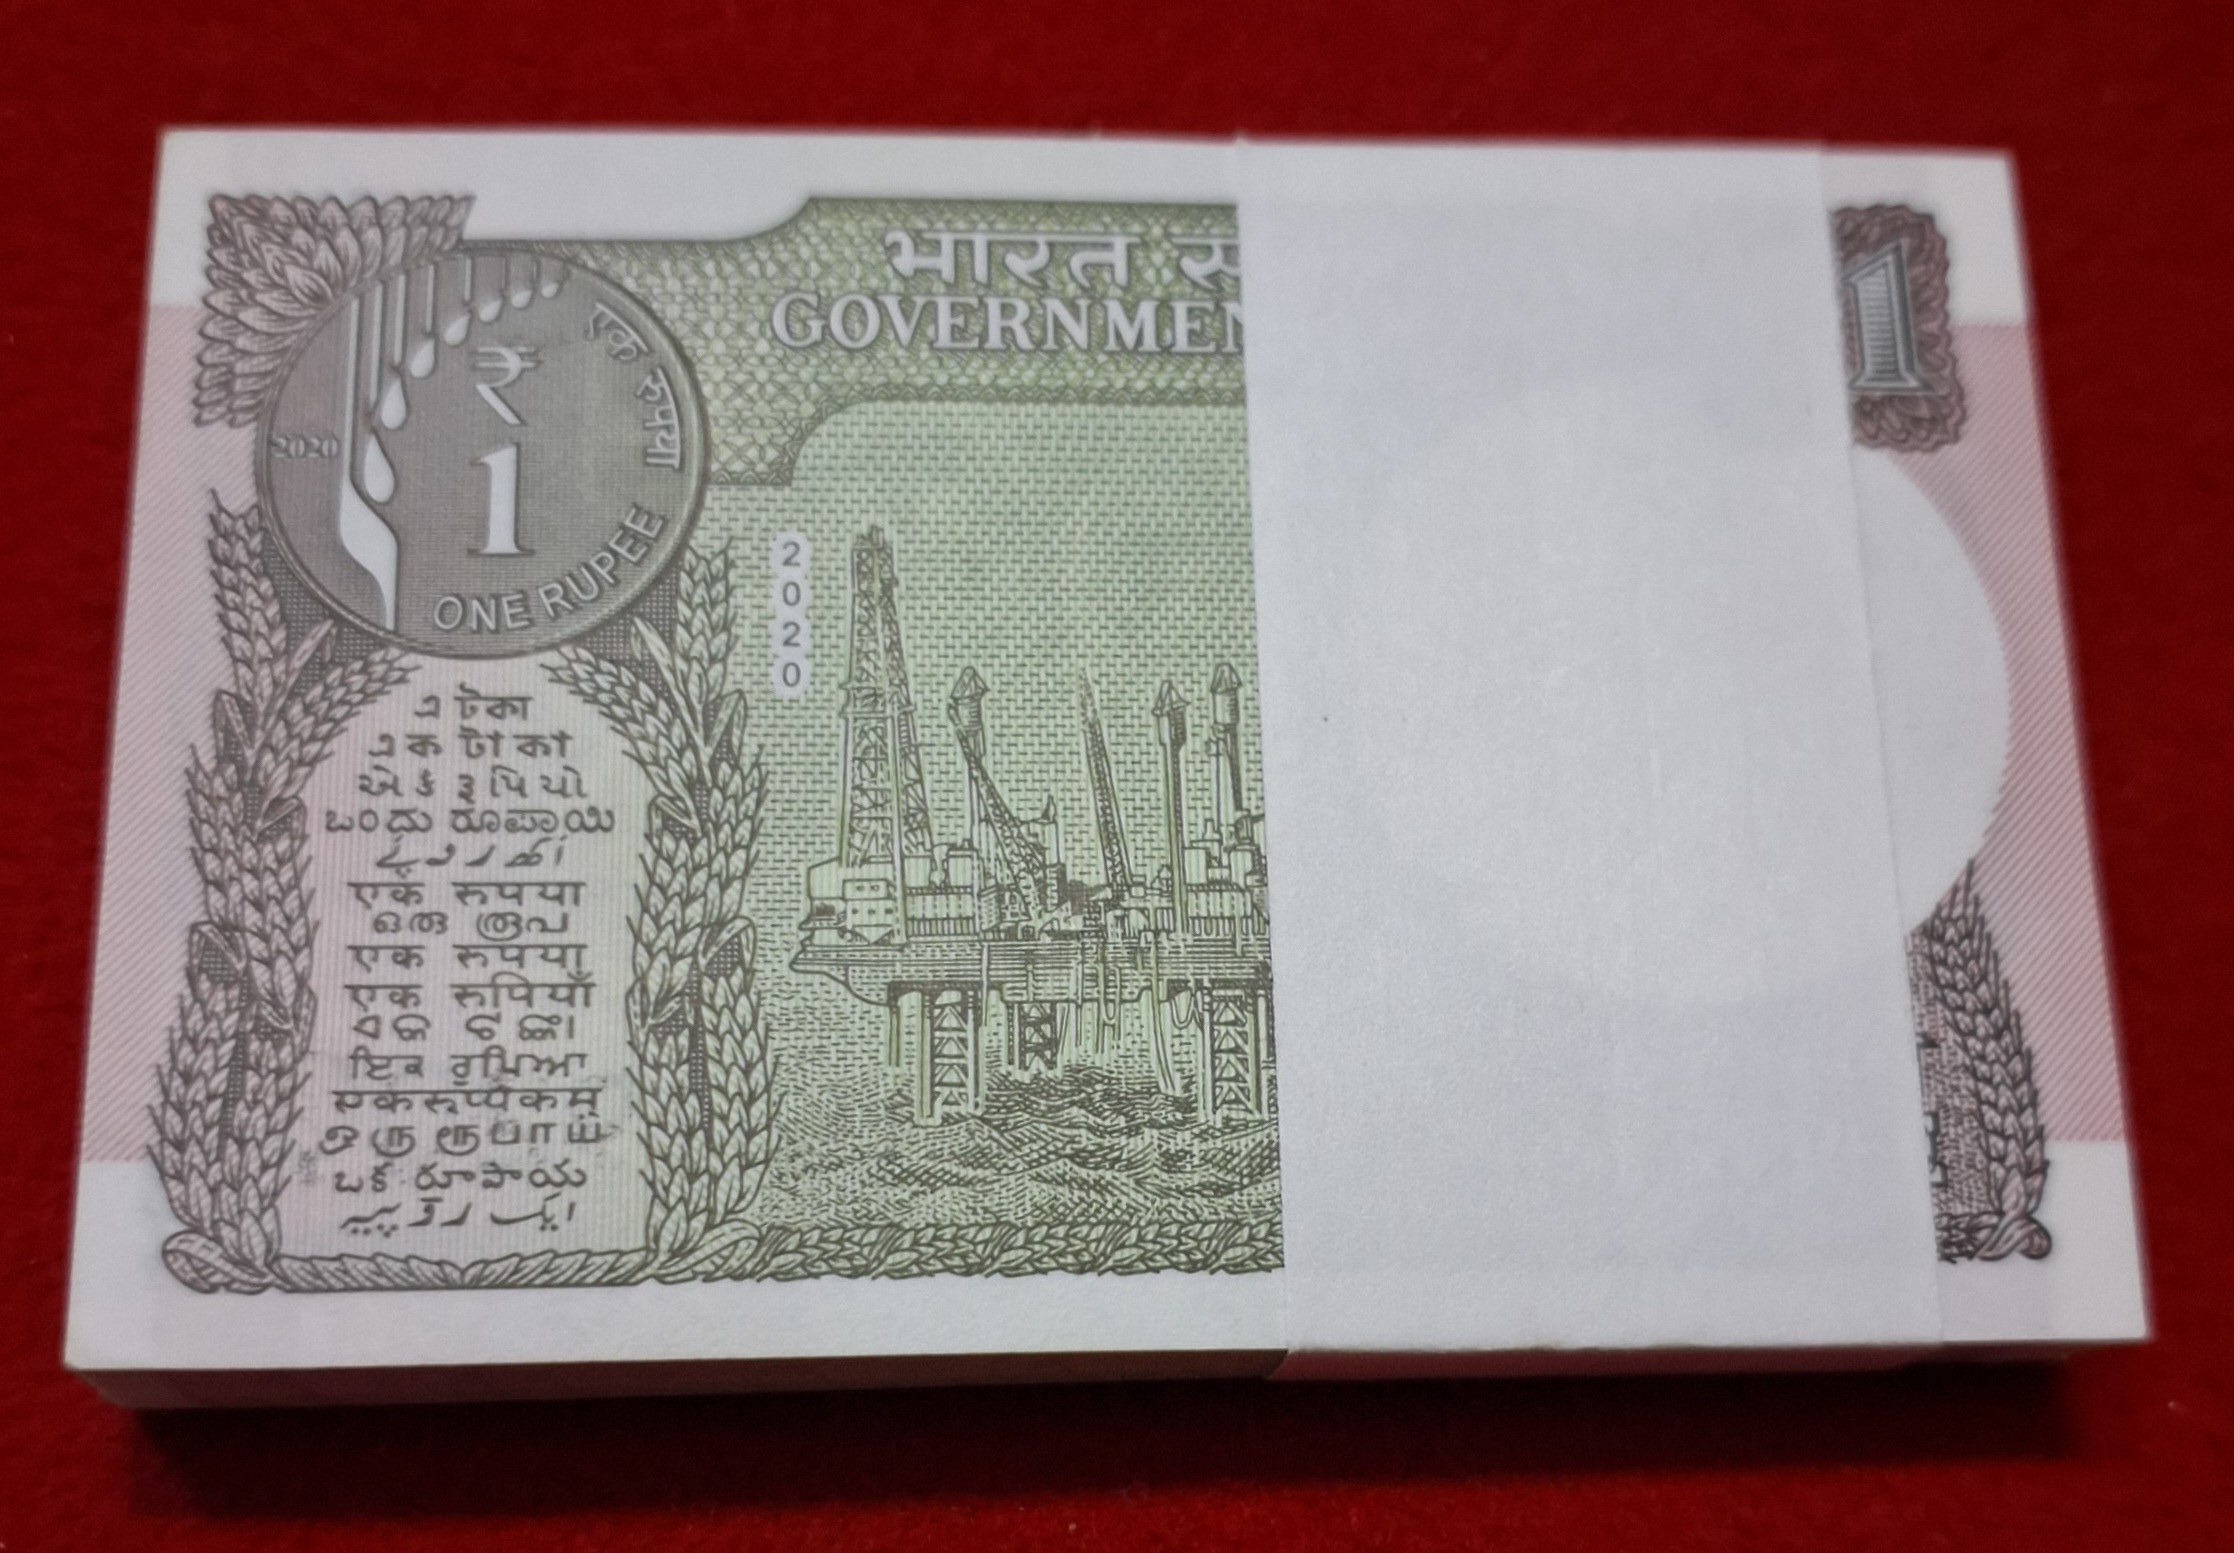 भारत स
GOVERNMEN
1
₹
1
एक रुपया
ONE RUPEE
2020
2020
এ টকা
এক টাকা
એક રૂપિયો
ಒಂದು ರೂಪಾಯಿ
एक रुपया
ഒരു രൂപ
एक रुपया
एक रुपियाँ
ଏକ ଟଙ୍କା
ਇਕ ਰੁਪਿਆ
एकरूप्यकम्
ஒரு ரூபாய்
ఒక రూపాయి
ایک روپیہ